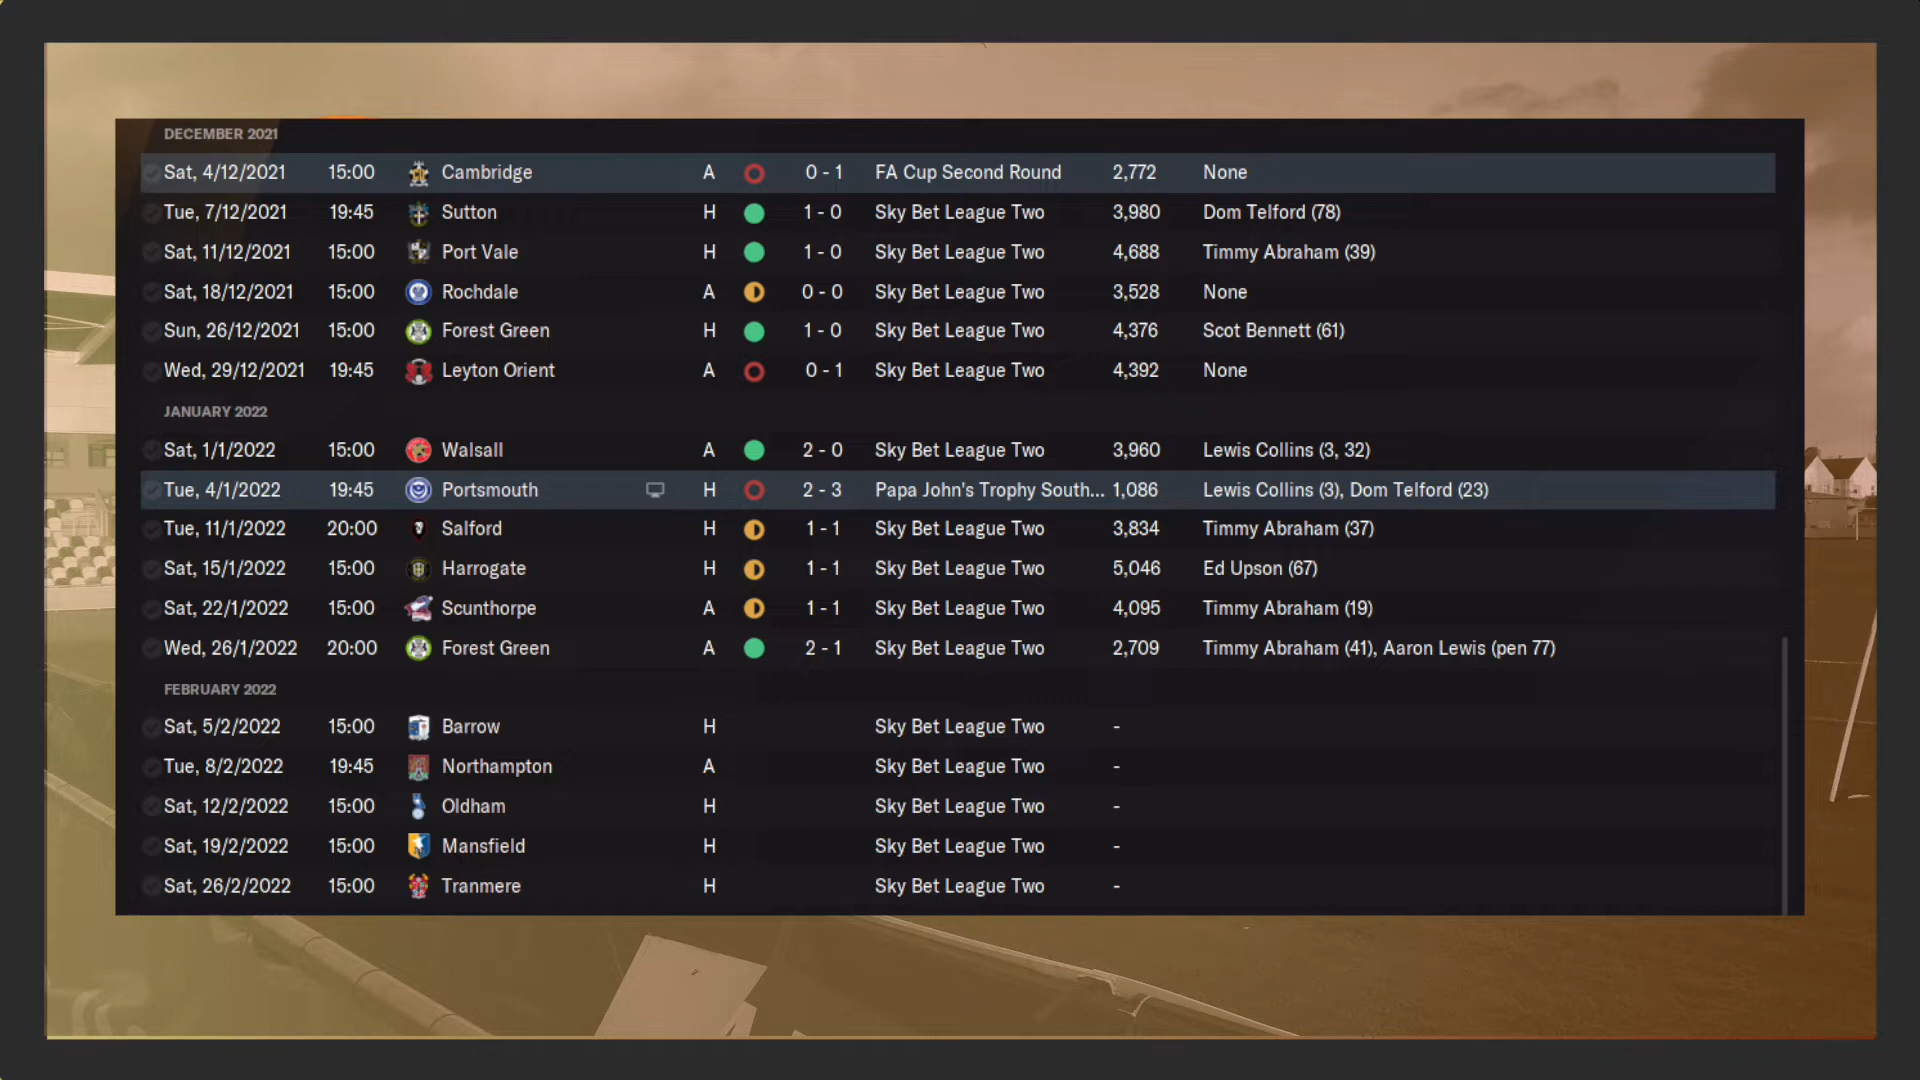 DECEMBER 2021
Sat, 4/12/2021 15:00 Cambridge A 0 - 1 FA Cup Second Round 2,772 None
Tue, 7/12/2021 19:45 Sutton H 1 - 0 Sky Bet League Two 3,980 Dom Telford (78)
Sat, 11/12/2021 15:00 Port Vale H 1 - 0 Sky Bet League Two 4,688 Timmy Abraham (39)
Sat, 18/12/2021 15:00 Rochdale A 0 - 0 Sky Bet League Two 3,528 None
Sun, 26/12/2021 15:00 Forest Green H 1 - 0 Sky Bet League Two 4,376 Scot Bennett (61)
Wed, 29/12/2021 19:45 Leyton Orient A 0 - 1 Sky Bet League Two 4,392 None
JANUARY 2022
Sat, 1/1/2022 15:00 Walsall A 2 - 0 Sky Bet League Two 3,960 Lewis Collins (3, 32)
Tue, 4/1/2022 19:45 Portsmouth H 2 - 3 Papa John's Trophy South... 1,086 Lewis Collins (3), Dom Telford (23)
Tue, 11/1/2022 20:00 Salford H 1 - 1 Sky Bet League Two 3,834 Timmy Abraham (37)
Sat, 15/1/2022 15:00 Harrogate H 1 - 1 Sky Bet League Two 5,046 Ed Upson (67)
Sat, 22/1/2022 15:00 Scunthorpe A 1 - 1 Sky Bet League Two 4,095 Timmy Abraham (19)
Wed, 26/1/2022 20:00 Forest Green A 2 - 1 Sky Bet League Two 2,709 Timmy Abraham (41), Aaron Lewis (pen 77)
FEBRUARY 2022
Sat, 5/2/2022 15:00 Barrow H Sky Bet League Two -
Tue, 8/2/2022 19:45 Northampton A Sky Bet League Two -
Sat, 12/2/2022 15:00 Oldham H Sky Bet League Two -
Sat, 19/2/2022 15:00 Mansfield H Sky Bet League Two -
Sat, 26/2/2022 15:00 Tranmere H Sky Bet League Two -